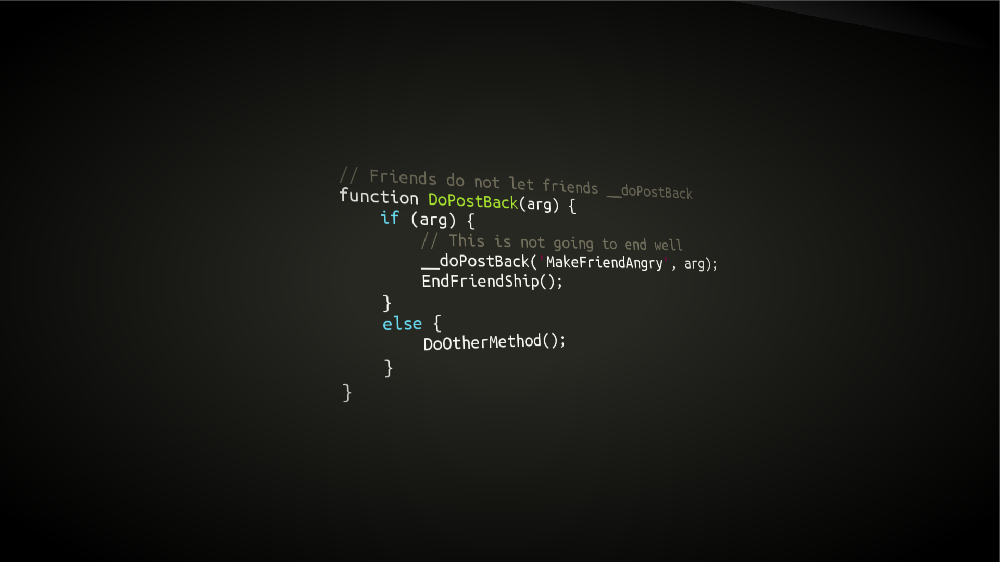 // Friends do not let friends __doPostBack
function DoPostBack(arg) {
if (arg) {
// This is not going to end well
__doPostBack('MakeFriendAngry', arg);
EndFriendShip();
}
else {
DoOtherMethod();
}
}